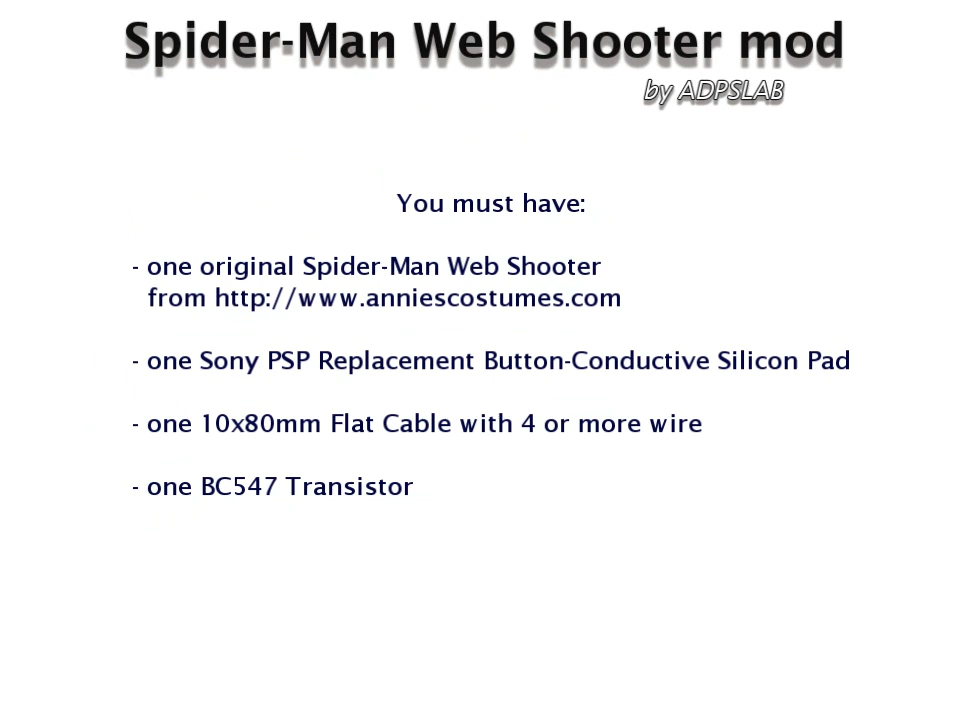 Spider-Man Web Shooter mod
by ADPSLAB
You must have:
- one original Spider-Man Web Shooter
from http://www.anniescostumes.com
- one Sony PSP Replacement Button-Conductive Silicon Pad
- one 10x80mm Flat Cable with 4 or more wire
- one BC547 Transistor